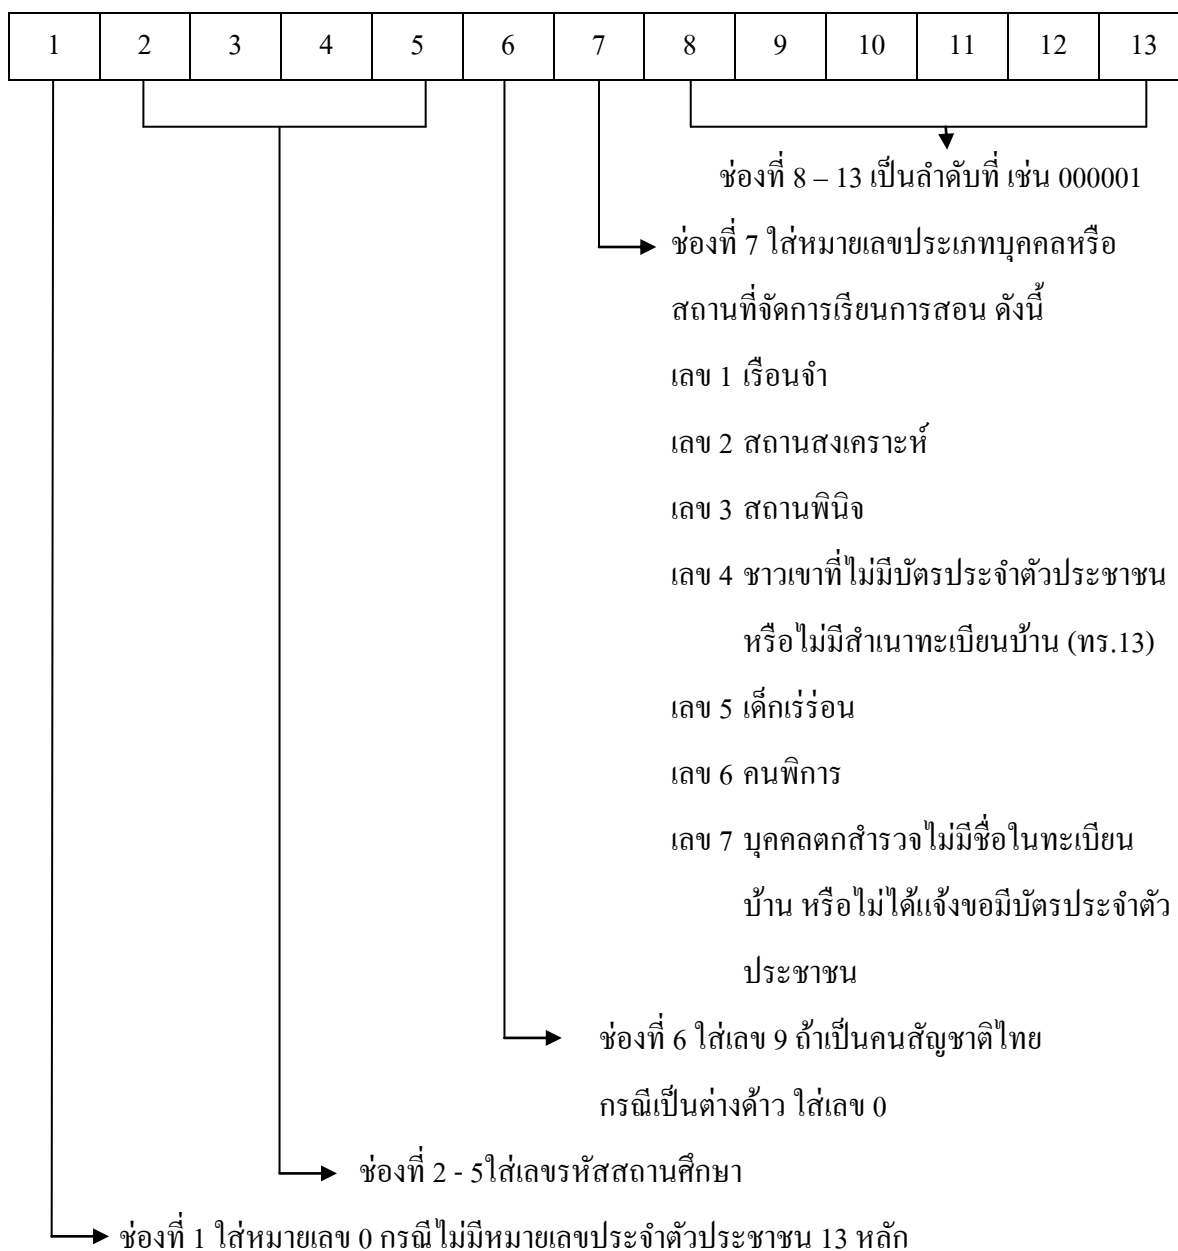 1 2 3 4 5 6 7 8 9 10 11 12 13
ช่องที่ 8 – 13 เป็นลำดับที่ เช่น 000001
ช่องที่ 7 ใส่หมายเลขประเภทบุคคลหรือ
สถานที่จัดการเรียนการสอน ดังนี้
เลข 1 เรือนจำ
เลข 2 สถานสงเคราะห์
เลข 3 สถานพินิจ
เลข 4 ชาวเขาที่ไม่มีบัตรประจำตัวประชาชน
หรือไม่มีสำเนาทะเบียนบ้าน (ทร.13)
เลข 5 เด็กเร่ร่อน
เลข 6 คนพิการ
เลข 7 บุคคลตกสำรวจไม่มีชื่อในทะเบียน
บ้าน หรือไม่ได้แจ้งขอมีบัตรประจำตัว
ประชาชน
ช่องที่ 6 ใส่เลข 9 ถ้าเป็นคนสัญชาติไทย
กรณีเป็นต่างด้าว ใส่เลข 0
ช่องที่ 2 - 5ใส่เลขรหัสสถานศึกษา
ช่องที่ 1 ใส่หมายเลข 0 กรณีไม่มีหมายเลขประจำตัวประชาชน 13 หลัก